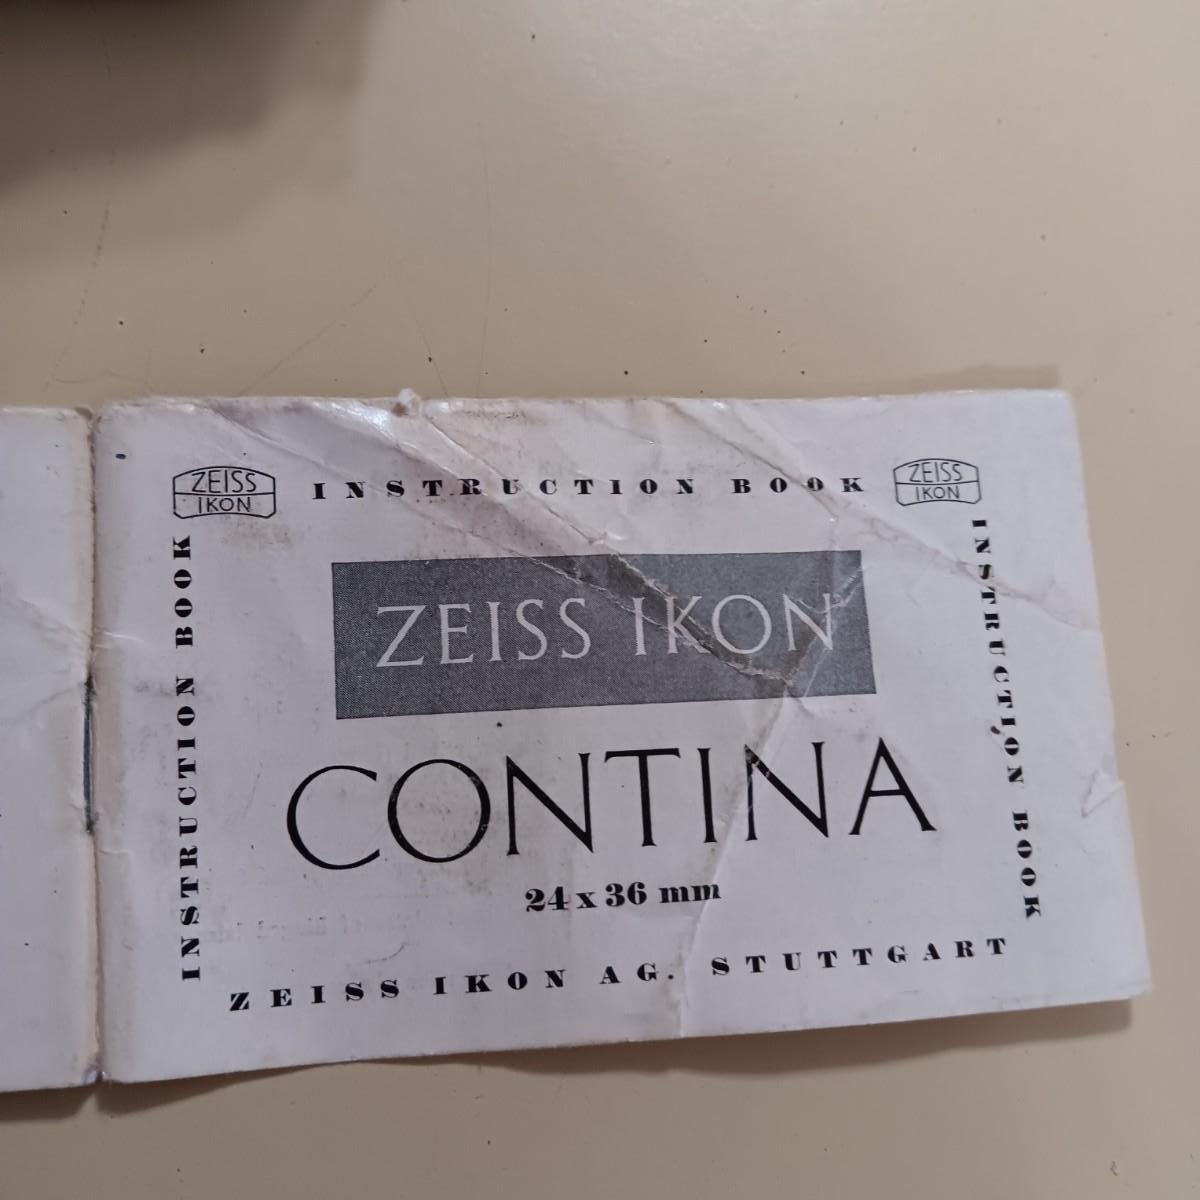 ZEISS
IKON
INSTRUCTION BOOK
ZEISS
IKON
INSTRUCTION BOOK
ZEISS IKON
CONTINA
24 x 36 mm
INSTRUCTION BOOK
ZEISS IKON AG. STUTTGART